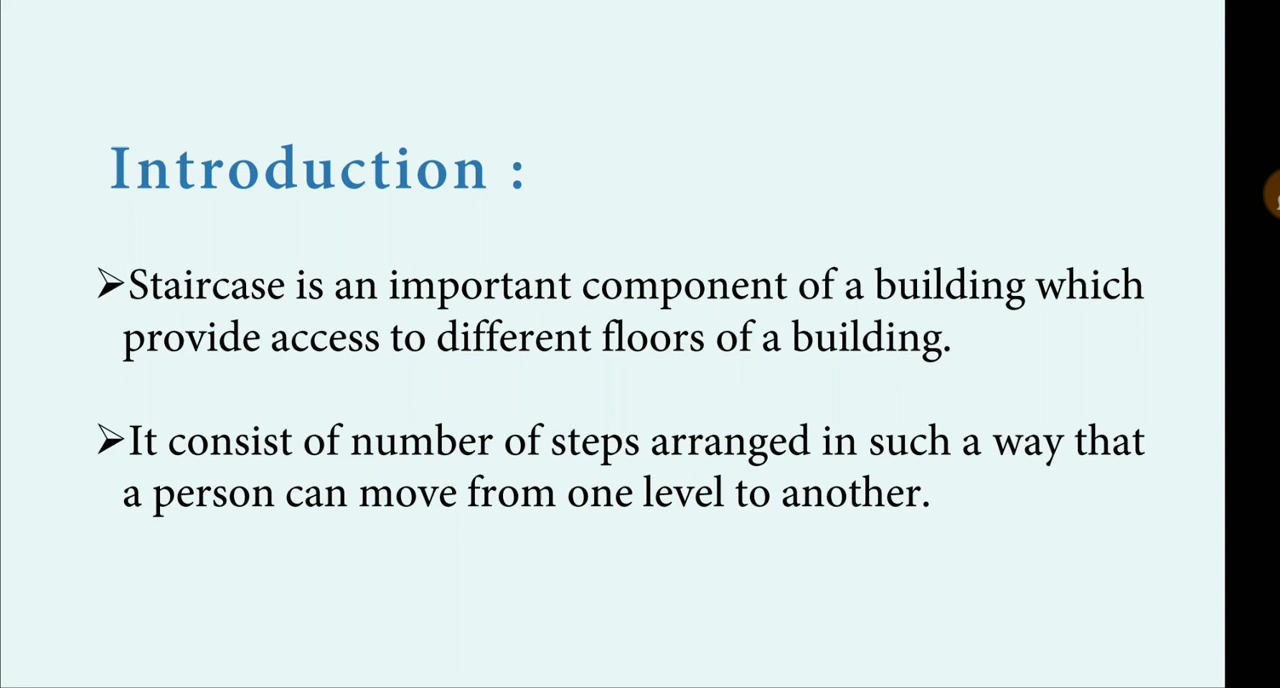 Introduction :
➢Staircase is an important component of a building which
provide access to different floors of a building.
➢It consist of number of steps arranged in such a way that
a person can move from one level to another.